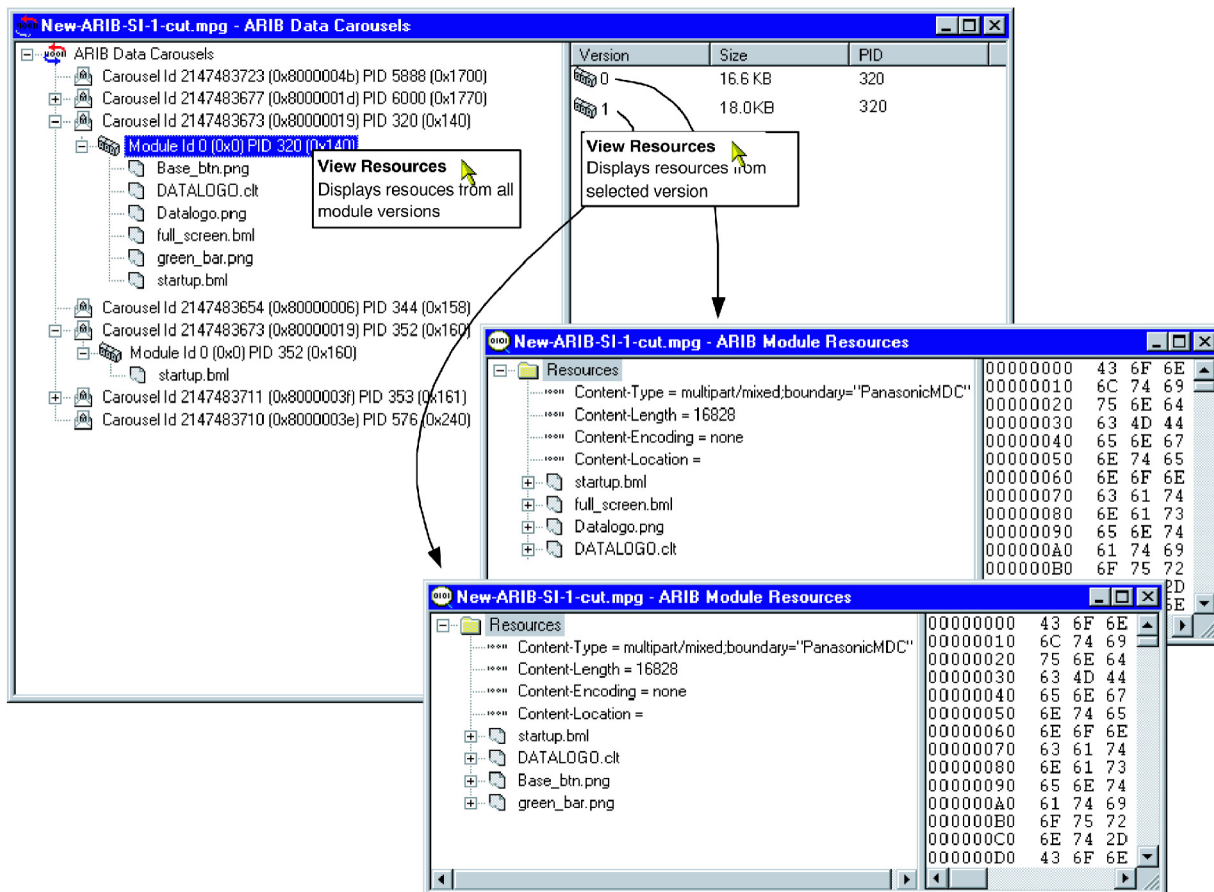 New-ARIB-SI-1-cut.mpg - ARIB Data Carousels
ARIB Data Carousels
Carousel Id 2147483723 (0x8000004b) PID 5888 (0x1700)
Carousel Id 2147483677 (0x8000001d) PID 6000 (0x1770)
Carousel Id 2147483673 (0x80000019) PID 320 (0x140)
Module Id 0 (0x0) PID 320 (0x140)
Base_btn.png
DATALOGO.clt
Datalogo.png
full_screen.bml
green_bar.png
startup.bml
Carousel Id 2147483654 (0x80000006) PID 344 (0x158)
Carousel Id 2147483673 (0x80000019) PID 352 (0x160)
Module Id 0 (0x0) PID 352 (0x160)
startup.bml
Carousel Id 2147483711 (0x8000003f) PID 353 (0x161)
Carousel Id 2147483710 (0x8000003e) PID 576 (0x240)
View Resources
Displays resouces from all
module versions
Version Size PID
0 16.6 KB 320
1 18.0KB 320
View Resources
Displays resources from
selected version
New-ARIB-SI-1-cut.mpg - ARIB Module Resources
Resources
Content-Type = multipart/mixed;boundary="PanasonicMDC"
Content-Length = 16828
Content-Encoding = none
Content-Location =
startup.bml
full_screen.bml
Datalogo.png
DATALOGO.clt
00000000 43 6F 6E
00000010 6C 74 69
00000020 75 6E 64
00000030 63 4D 44
00000040 65 6E 67
00000050 6E 74 65
00000060 6E 6F 6E
00000070 63 61 74
00000080 6E 61 73
00000090 65 6E 74
000000A0 61 74 69
000000B0 6F 75 72
2D
6E
New-ARIB-SI-1-cut.mpg - ARIB Module Resources
Resources
Content-Type = multipart/mixed;boundary="PanasonicMDC"
Content-Length = 16828
Content-Encoding = none
Content-Location =
startup.bml
DATALOGO.clt
Base_btn.png
green_bar.png
00000000 43 6F 6E
00000010 6C 74 69
00000020 75 6E 64
00000030 63 4D 44
00000040 65 6E 67
00000050 6E 74 65
00000060 6E 6F 6E
00000070 63 61 74
00000080 6E 61 73
00000090 65 6E 74
000000A0 61 74 69
000000B0 6F 75 72
000000C0 6E 74 2D
000000D0 43 6F 6E